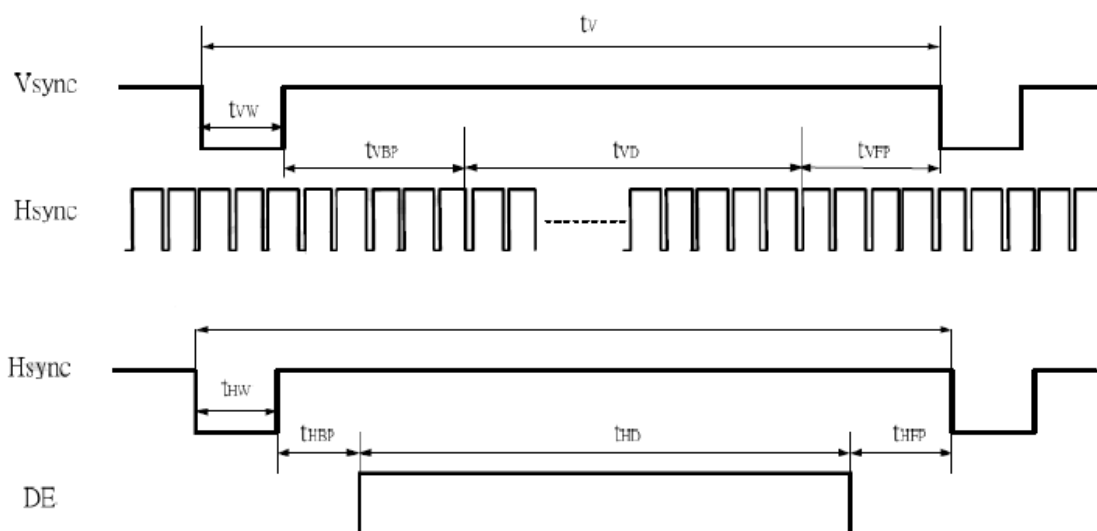 tv
Vsync
tVW
tVBP
tVD
tVFP
Hsync
Hsync
tHW
tHBP
tHD
tHFP
DE